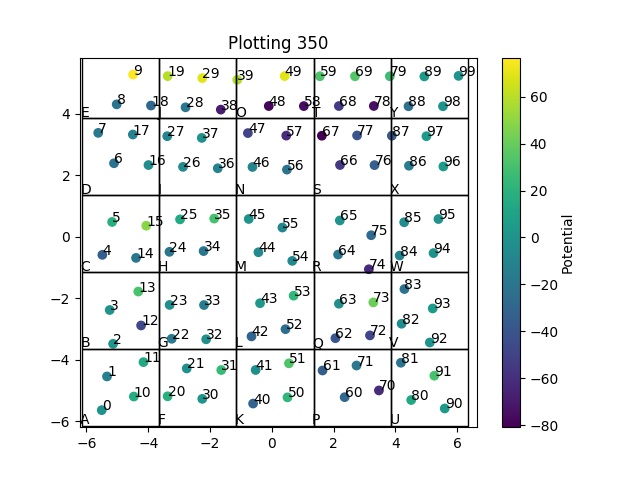 Plotting 350
9 19 29 39 49 59 69 79 89 99
8 18 28 38 48 58 68 78 88 98
E J O T Y
7 17 27 37 47 57 67 77 87 97
6 16 26 36 46 56 66 76 86 96
D I N S X
5 15 25 35 45 55 65 75 85 95
4 14 24 34 44 54 64 74 84 94
C H M R W
3 13 23 33 43 53 63 73 83 93
2 12 22 32 42 52 62 72 82 92
B G L Q V
1 11 21 31 41 51 61 71 81 91
0 10 20 30 40 50 60 70 80 90
A F K P U
4
2
0
−2
−4
−6
−6 −4 −2 0 2 4 6
60
40
20
0
−20
−40
−60
−80
Potential